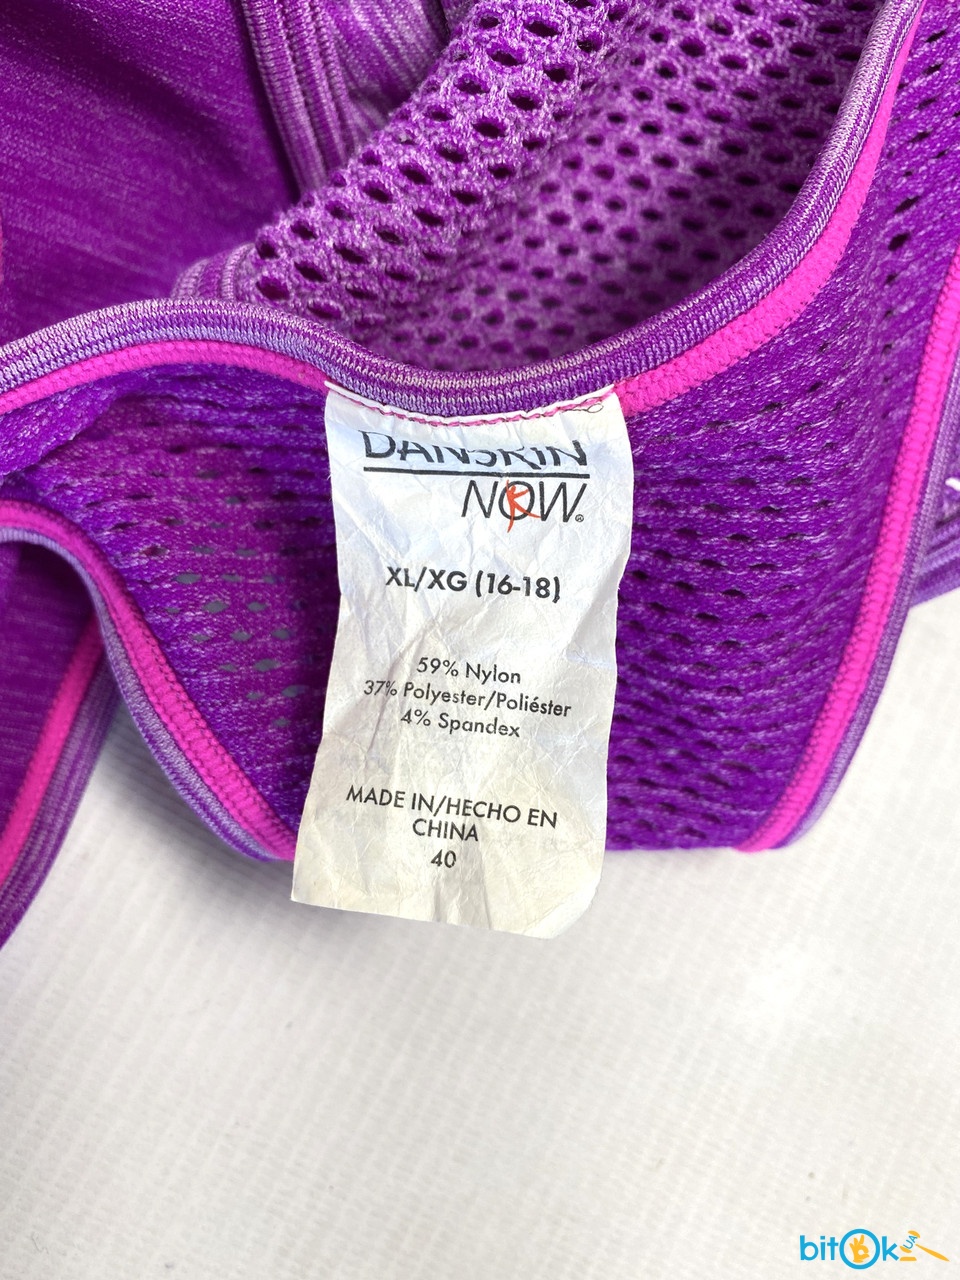 DANSKIN
NOW®
XL/XG (16-18)
59% Nylon
37% Polyester/Poliéster
4% Spandex
MADE IN/HECHO EN
CHINA
40
bitOk UA